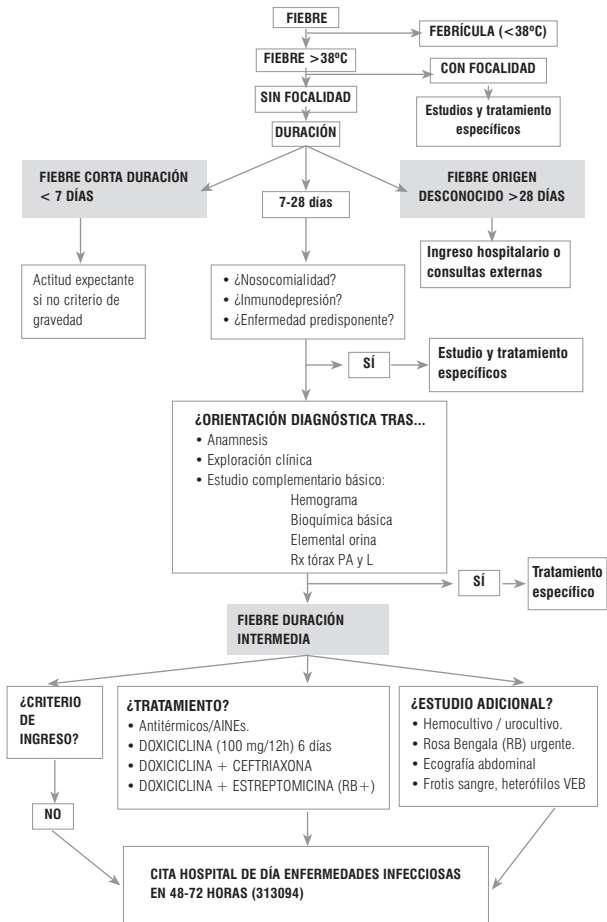 FIEBRE
FEBRÍCULA (<38ºC)
FIEBRE >38ºC
CON FOCALIDAD
SIN FOCALIDAD
Estudios y tratamiento
específicos
DURACIÓN
FIEBRE CORTA DURACIÓN
< 7 DÍAS
7-28 días
FIEBRE ORIGEN
DESCONOCIDO >28 DÍAS
Actitud expectante
si no criterio de
gravedad
• ¿Nosocomialidad?
• ¿Inmunodepresión?
• ¿Enfermedad predisponente?
Ingreso hospitalario o
consultas externas
SÍ
Estudio y tratamiento
específicos
¿ORIENTACIÓN DIAGNÓSTICA TRAS...
• Anamnesis
• Exploración clínica
• Estudio complementario básico:
Hemograma
Bioquímica básica
Elemental orina
Rx tórax PA y L
SÍ
Tratamiento
específico
FIEBRE DURACIÓN
INTERMEDIA
¿CRITERIO
DE
INGRESO?
NO
¿TRATAMIENTO?
• Antitérmicos/AINEs.
• DOXICICLINA (100 mg/12h) 6 días
• DOXICICLINA + CEFTRIAXONA
• DOXICICLINA + ESTREPTOMICINA (RB+)
¿ESTUDIO ADICIONAL?
• Hemocultivo / urocultivo.
• Rosa Bengala (RB) urgente.
• Ecografía abdominal
• Frotis sangre, heterófilos VEB
CITA HOSPITAL DE DÍA ENFERMEDADES INFECCIOSAS
EN 48-72 HORAS (313094)